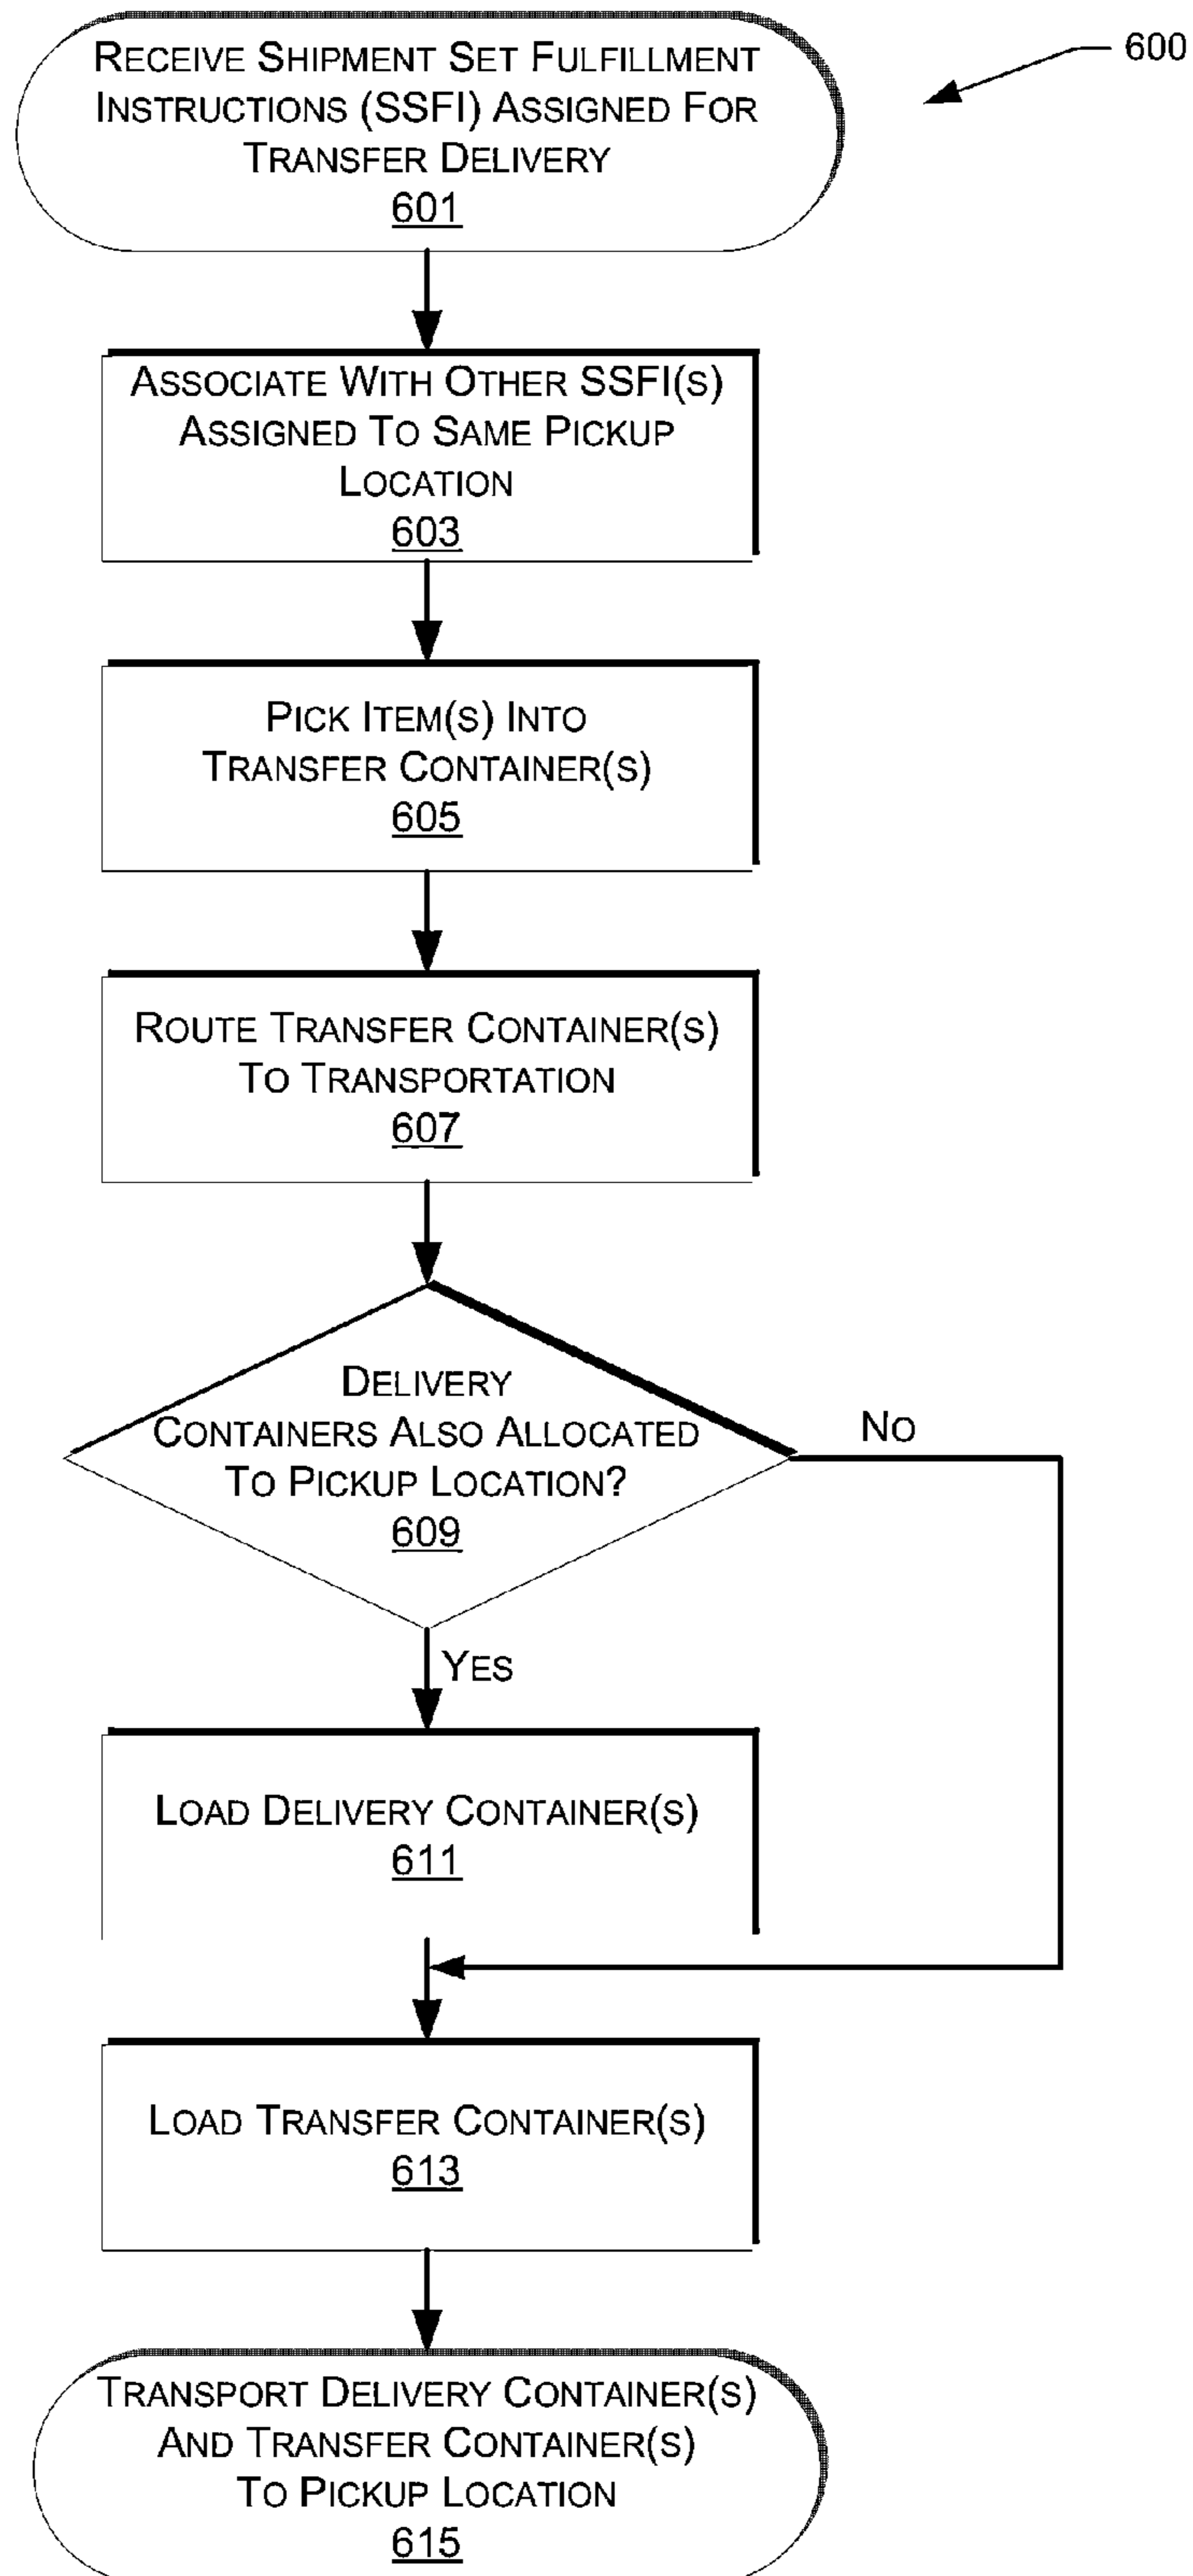 RECEIVE SHIPMENT SET FULFILLMENT
INSTRUCTIONS (SSFI) ASSIGNED FOR
TRANSFER DELIVERY
601
600
ASSOCIATE WITH OTHER SSFI(S)
ASSIGNED TO SAME PICKUP
LOCATION
603
PICK ITEM(S) INTO
TRANSFER CONTAINER(S)
605
ROUTE TRANSFER CONTAINER(S)
TO TRANSPORTATION
607
DELIVERY
CONTAINERS ALSO ALLOCATED
TO PICKUP LOCATION?
609
NO
YES
LOAD DELIVERY CONTAINER(S)
611
LOAD TRANSFER CONTAINER(S)
613
TRANSPORT DELIVERY CONTAINER(S)
AND TRANSFER CONTAINER(S)
TO PICKUP LOCATION
615